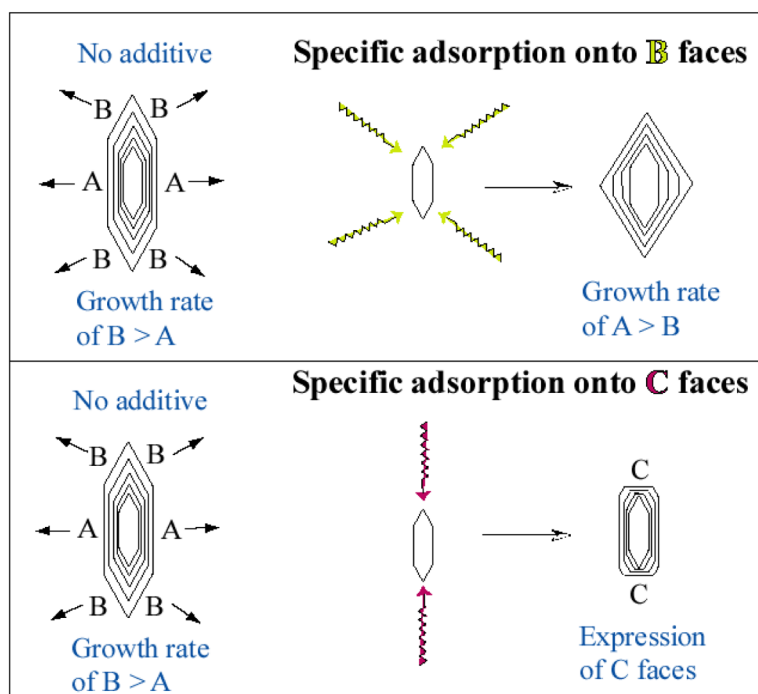 No additive
Specific adsorption onto B faces
B B
A A
B B
Growth rate
of B > A
Growth rate
of A > B
Specific adsorption onto C faces
No additive
B B
A A
B B
Growth rate
of B > A
C
C
Expression
of C faces